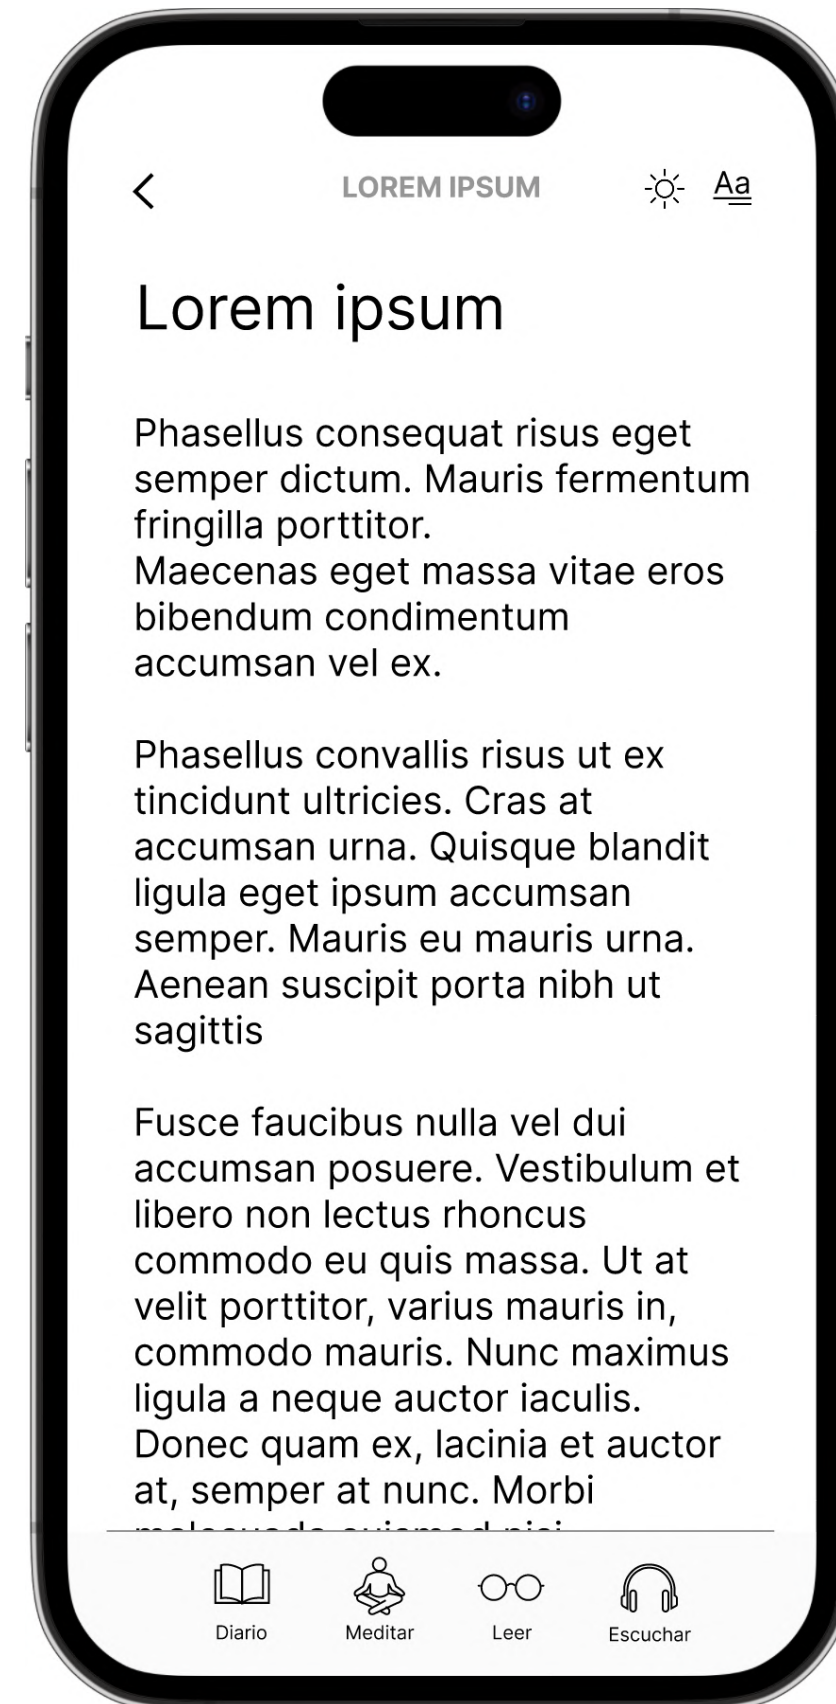 LOREM IPSUM
Aa
Lorem ipsum
Phasellus consequat risus eget
semper dictum. Mauris fermentum
fringilla porttitor.
Maecenas eget massa vitae eros
bibendum condimentum
accumsan vel ex.
Phasellus convallis risus ut ex
tincidunt ultricies. Cras at
accumsan urna. Quisque blandit
ligula eget ipsum accumsan
semper. Mauris eu mauris urna.
Aenean suscipit porta nibh ut
sagittis
Fusce faucibus nulla vel dui
accumsan posuere. Vestibulum et
libero non lectus rhoncus
commodo eu quis massa. Ut at
velit porttitor, varius mauris in,
commodo mauris. Nunc maximus
ligula a neque auctor iaculis.
Donec quam ex, lacinia et auctor
at, semper at nunc. Morbi
Diario
Meditar
Leer
Escuchar